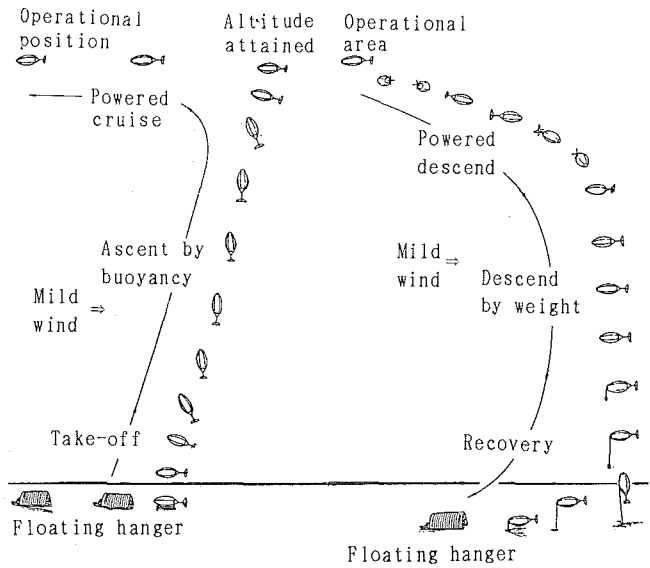 Operational
position
Altitude
attained
Operational
area
Powered
cruise
Powered
descend
Ascent by
buoyancy
Mild
wind ⇒
Mild
wind ⇒
Descend
by weight
Take-off
Recovery
Floating hanger
Floating hanger